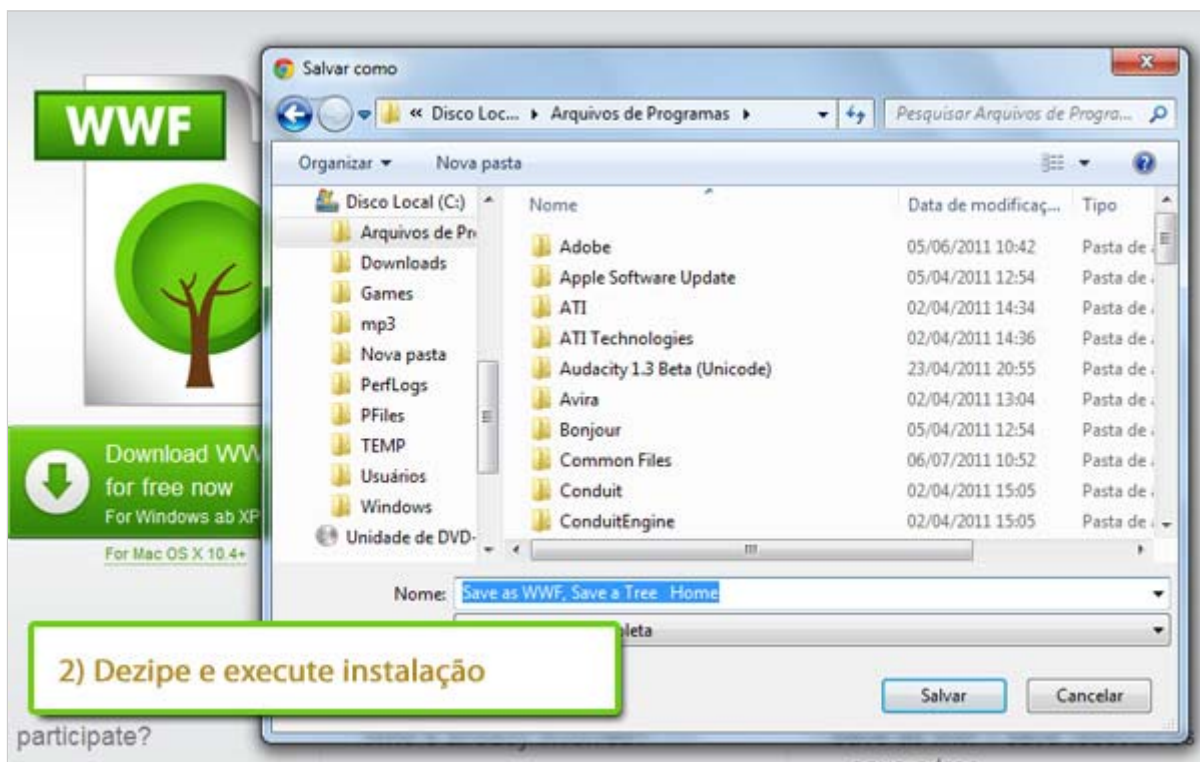 Salvar como
WWF
« Disco Loc... Arquivos de Programas
Pesquisar Arquivos de Progra...
Organizar Nova pasta
Disco Local (C:)
Arquivos de Pr
Downloads
Games
mp3
Nova pasta
PerfLogs
PFiles
TEMP
Usuários
Windows
Unidade de DVD-
Nome Data de modificaç... Tipo
Adobe 05/06/2011 10:42 Pasta de
Apple Software Update 05/04/2011 12:54 Pasta de
ATI 02/04/2011 14:34 Pasta de
ATI Technologies 02/04/2011 14:36 Pasta de
Audacity 1.3 Beta (Unicode) 23/04/2011 20:55 Pasta de
Avira 02/04/2011 13:04 Pasta de
Bonjour 05/04/2011 12:54 Pasta de
Common Files 06/07/2011 10:52 Pasta de
Conduit 02/04/2011 15:05 Pasta de
ConduitEngine 02/04/2011 15:05 Pasta de
Download WW
for free now
For Windows ab XP
For Mac OS X 10.4+
Nome: Save as WWF, Save a Tree Home
leta
2) Dezipe e execute instalação
Salvar Cancelar
participate?